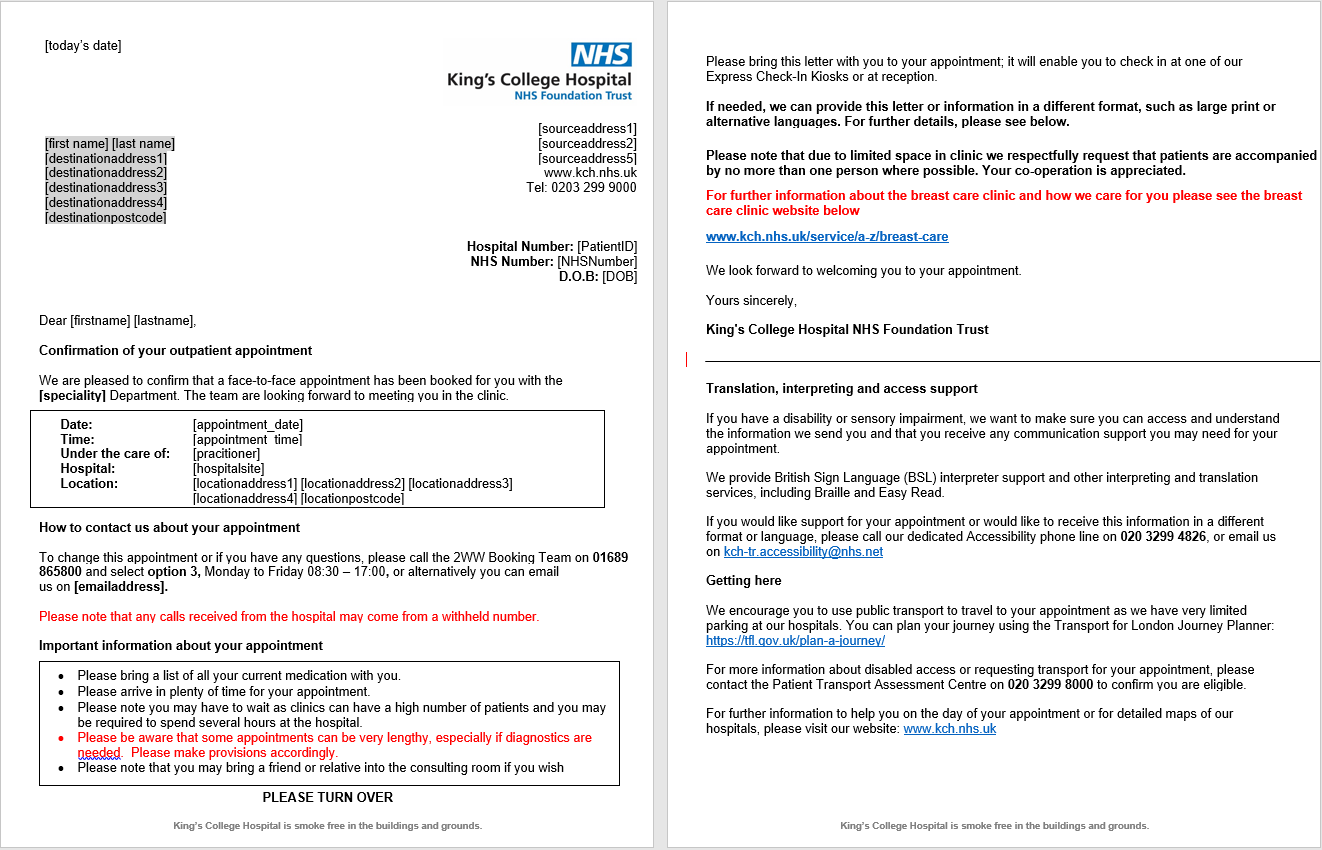 [today's date]
NHS
King's College Hospital
NHS Foundation Trust
[sourceaddress1]
[sourceaddress2]
[sourceaddress5]
www.kch.nhs.uk
Tel: 0203 299 9000
[first name] [last name]
[destinationaddress1]
[destinationaddress2]
[destinationaddress3]
[destinationaddress4]
[destinationpostcode]
Hospital Number: [PatientID]
NHS Number: [NHSNumber]
D.O.B: [DOB]
Dear [firstname] [lastname],
Confirmation of your outpatient appointment
We are pleased to confirm that a face-to-face appointment has been booked for you with the
[speciality] Department. The team are looking forward to meeting you in the clinic.
Date: [appointment_date]
Time: [appointment_time]
Under the care of: [pracitioner]
Hospital: [hospitalsite]
Location: [locationaddress1] [locationaddress2] [locationaddress3]
[locationaddress4] [locationpostcode]
How to contact us about your appointment
To change this appointment or if you have any questions, please call the 2WW Booking Team on 01689
865800 and select option 3, Monday to Friday 08:30 – 17:00, or alternatively you can email
us on [emailaddress].
Please note that any calls received from the hospital may come from a withheld number.
Important information about your appointment
• Please bring a list of all your current medication with you.
• Please arrive in plenty of time for your appointment.
• Please note you may have to wait as clinics can have a high number of patients and you may
be required to spend several hours at the hospital.
• Please be aware that some appointments can be very lengthy, especially if diagnostics are
needed. Please make provisions accordingly.
• Please note that you may bring a friend or relative into the consulting room if you wish
PLEASE TURN OVER
King's College Hospital is smoke free in the buildings and grounds.
Please bring this letter with you to your appointment; it will enable you to check in at one of our
Express Check-In Kiosks or at reception.
If needed, we can provide this letter or information in a different format, such as large print or
alternative languages. For further details, please see below.
Please note that due to limited space in clinic we respectfully request that patients are accompanied
by no more than one person where possible. Your co-operation is appreciated.
For further information about the breast care clinic and how we care for you please see the breast
care clinic website below
www.kch.nhs.uk/service/a-z/breast-care
We look forward to welcoming you to your appointment.
Yours sincerely,
King's College Hospital NHS Foundation Trust
Translation, interpreting and access support
If you have a disability or sensory impairment, we want to make sure you can access and understand
the information we send you and that you receive any communication support you may need for your
appointment.
We provide British Sign Language (BSL) interpreter support and other interpreting and translation
services, including Braille and Easy Read.
If you would like support for your appointment or would like to receive this information in a different
format or language, please call our dedicated Accessibility phone line on 020 3299 4826, or email us
on kch-tr.accessibility@nhs.net
Getting here
We encourage you to use public transport to travel to your appointment as we have very limited
parking at our hospitals. You can plan your journey using the Transport for London Journey Planner:
https://tfl.gov.uk/plan-a-journey/
For more information about disabled access or requesting transport for your appointment, please
contact the Patient Transport Assessment Centre on 020 3299 8000 to confirm you are eligible.
For further information to help you on the day of your appointment or for detailed maps of our
hospitals, please visit our website: www.kch.nhs.uk
King's College Hospital is smoke free in the buildings and grounds.